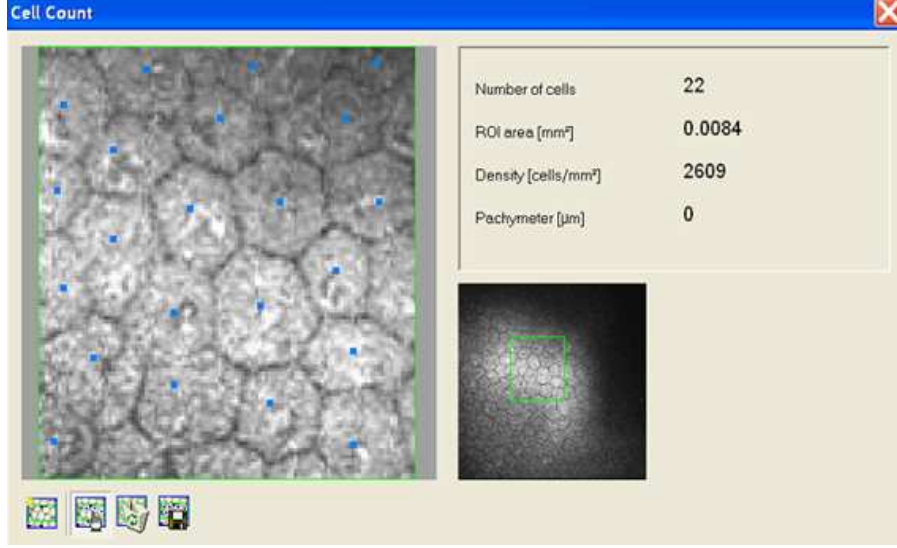 Cell Count
Number of cells 22
ROI area [mm²] 0.0084
Density [cells/mm²] 2609
Pachymeter [µm] 0